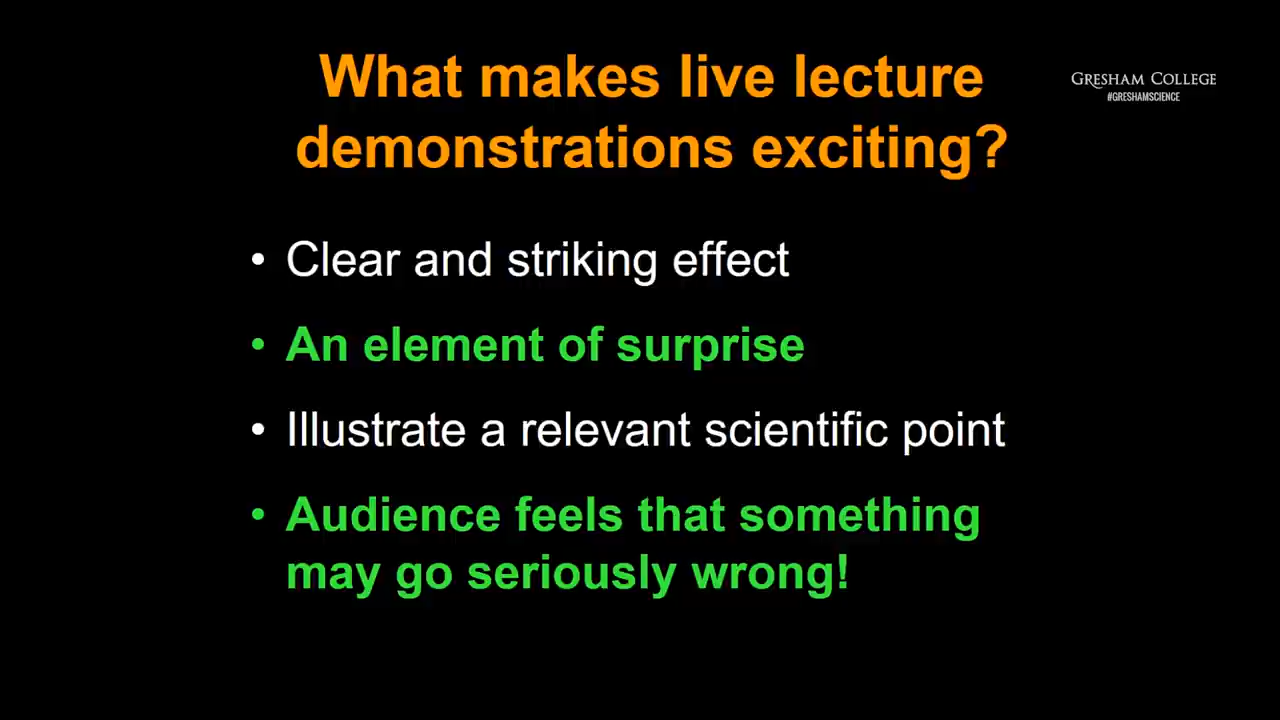 What makes live lecture
demonstrations exciting?
GRESHAM COLLEGE
#GRESHAMSCIENCE
• Clear and striking effect
• An element of surprise
• Illustrate a relevant scientific point
• Audience feels that something
may go seriously wrong!